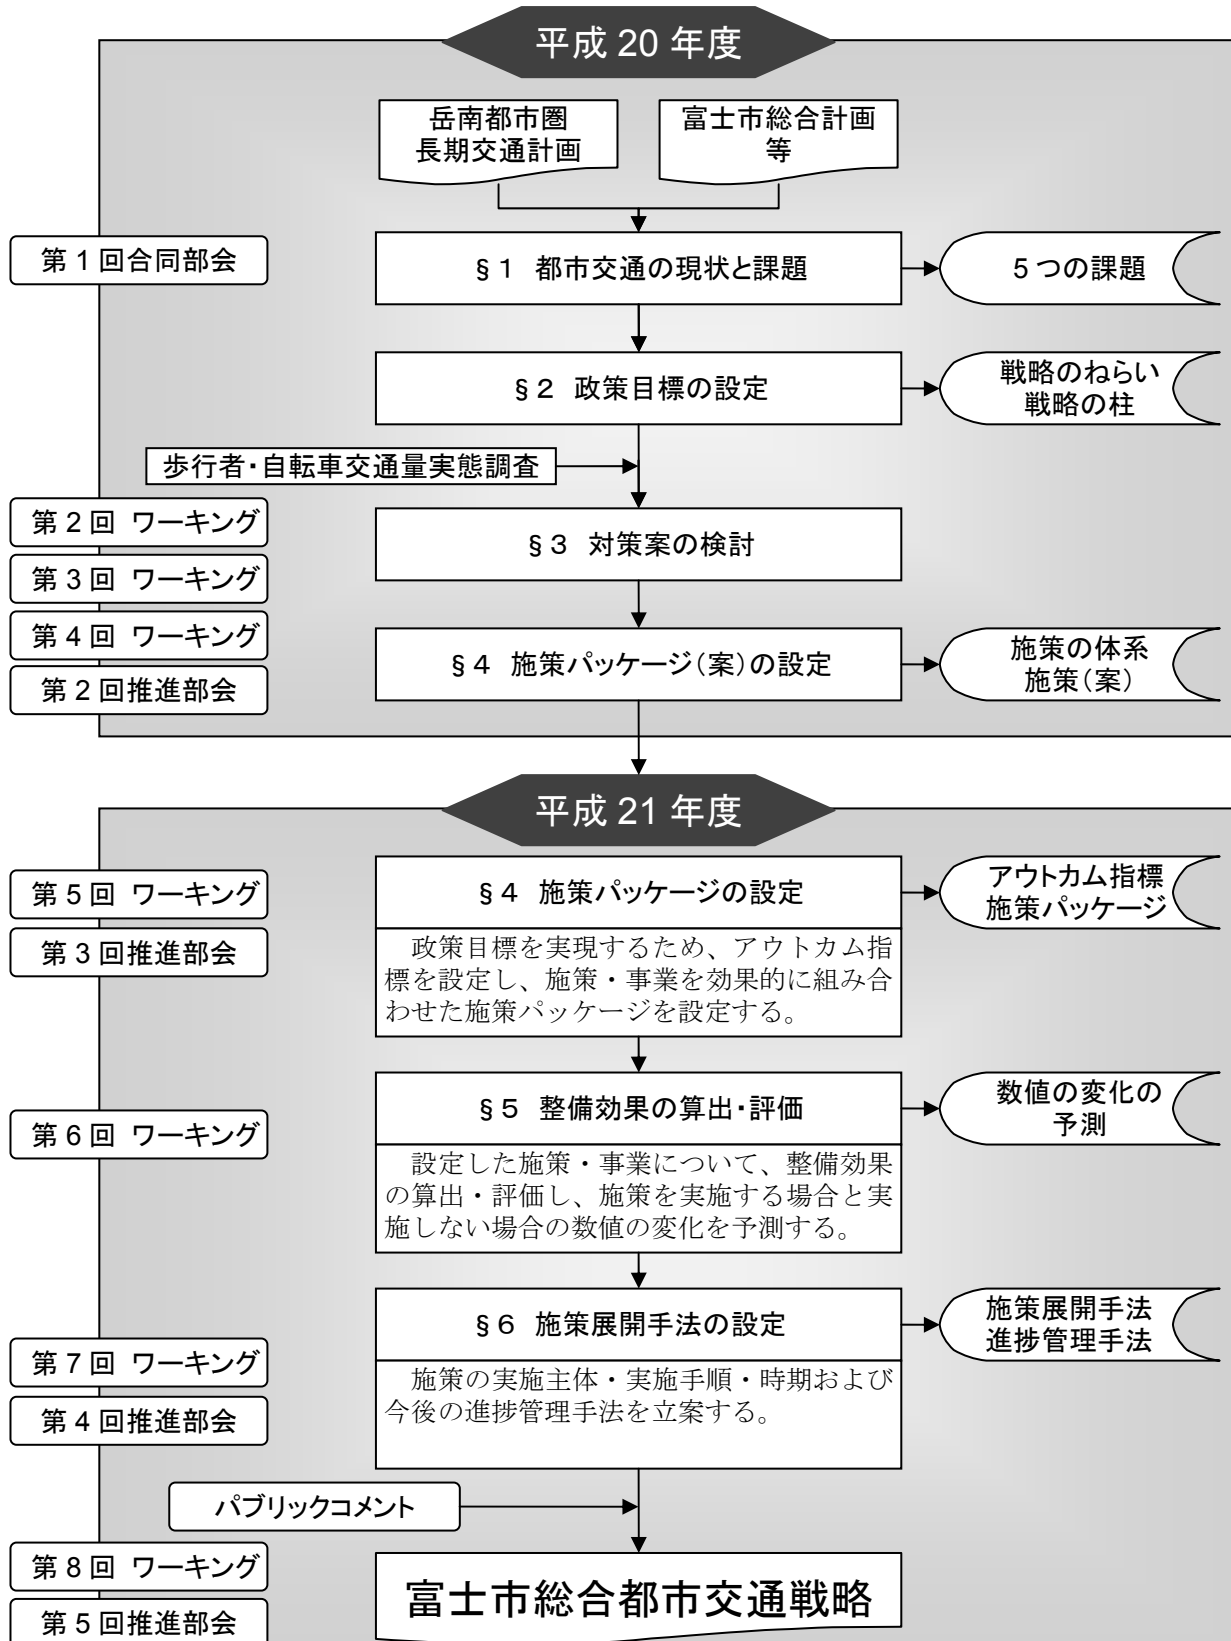 平成 20 年度
岳南都市圏
長期交通計画
富士市総合計画
等
第 1 回合同部会
§１ 都市交通の現状と課題
５つの課題
§２ 政策目標の設定
戦略のねらい
戦略の柱
歩行者・自転車交通量実態調査
第 2 回 ワーキング
§３ 対策案の検討
第 3 回 ワーキング
第 4 回 ワーキング
§４ 施策パッケージ（案）の設定
施策の体系
施策（案）
第 2 回推進部会
平成 21 年度
第 5 回 ワーキング
§４ 施策パッケージの設定
アウトカム指標
施策パッケージ
第 3 回推進部会
政策目標を実現するため、アウトカム指
標を設定し、施策・事業を効果的に組み合
わせた施策パッケージを設定する。
第 6 回 ワーキング
§５ 整備効果の算出・評価
数値の変化の
予測
設定した施策・事業について、整備効果
の算出・評価し、施策を実施する場合と実
施しない場合の数値の変化を予測する。
§６ 施策展開手法の設定
施策展開手法
進捗管理手法
第 7 回 ワーキング
施策の実施主体・実施手順・時期および
今後の進捗管理手法を立案する。
第 4 回推進部会
パブリックコメント
第 8 回 ワーキング
富士市総合都市交通戦略
第 5 回推進部会